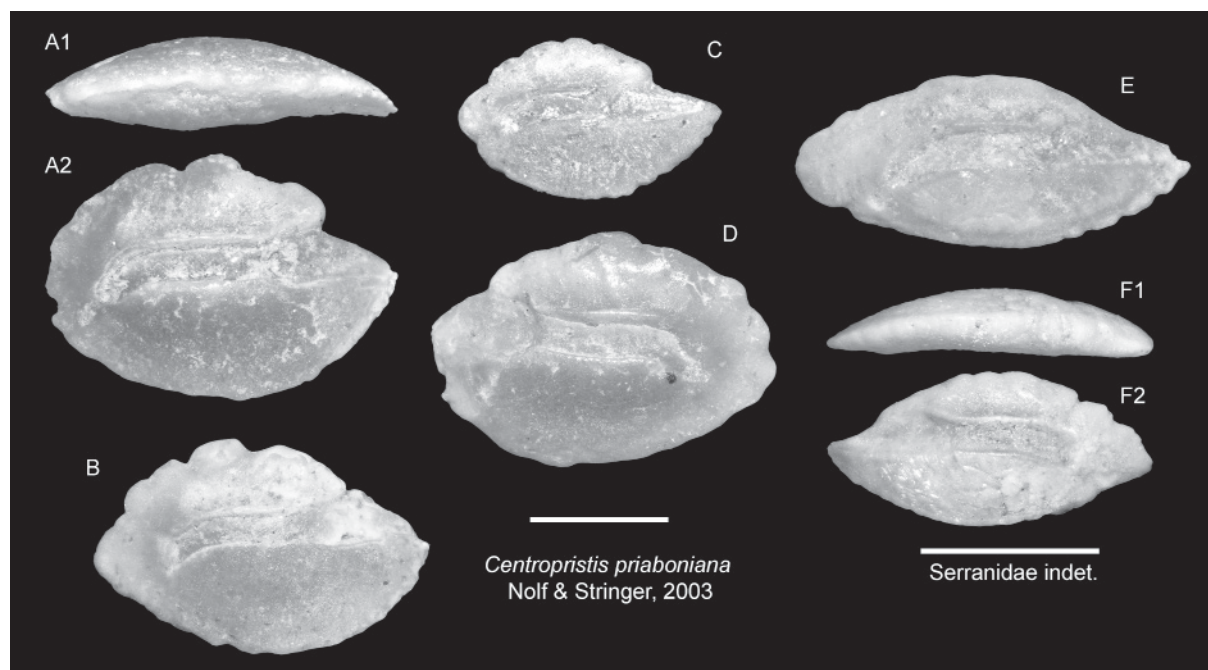 A1
A2
B
C
D
E
F1
F2
Centropristis priaboniana
Nolf & Stringer, 2003
Serranidae indet.